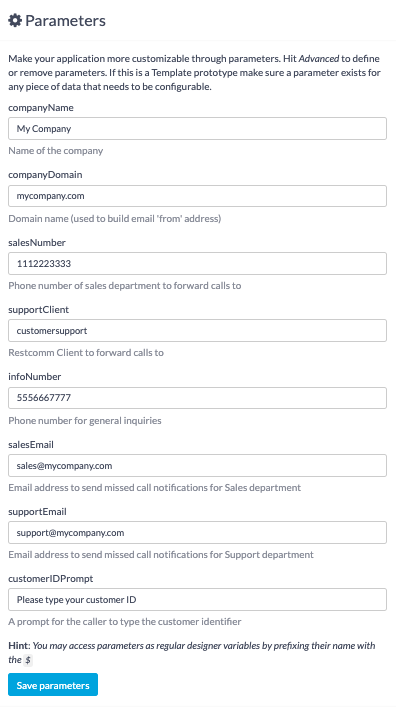 Parameters
Make your application more customizable through parameters. Hit Advanced to define
or remove parameters. If this is a Template prototype make sure a parameter exists for
any piece of data that needs to be configurable.
companyName
My Company
Name of the company
companyDomain
mycompany.com
Domain name (used to build email 'from' address)
salesNumber
1112223333
Phone number of sales department to forward calls to
supportClient
customersupport
Restcomm Client to forward calls to
infoNumber
5556667777
Phone number for general inquiries
salesEmail
sales@mycompany.com
Email address to send missed call notifications for Sales department
supportEmail
support@mycompany.com
Email address to send missed call notifications for Support department
customerIDPrompt
Please type your customer ID
A prompt for the caller to type the customer identifier
Hint: You may access parameters as regular designer variables by prefixing their name with
the $
Save parameters